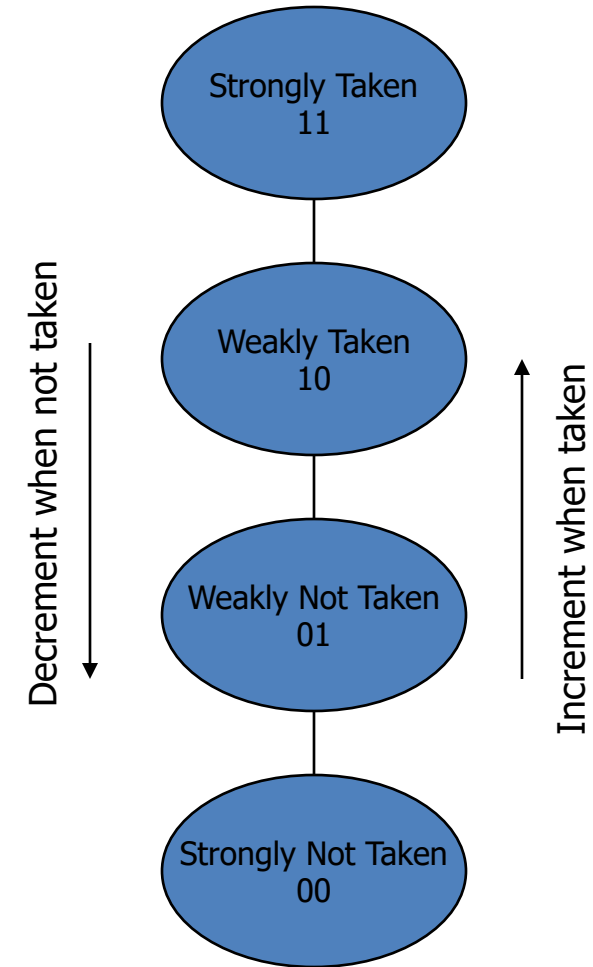 Strongly Taken
11
Decrement when not taken
Weakly Taken
10
Increment when taken
Weakly Not Taken
01
Strongly Not Taken
00